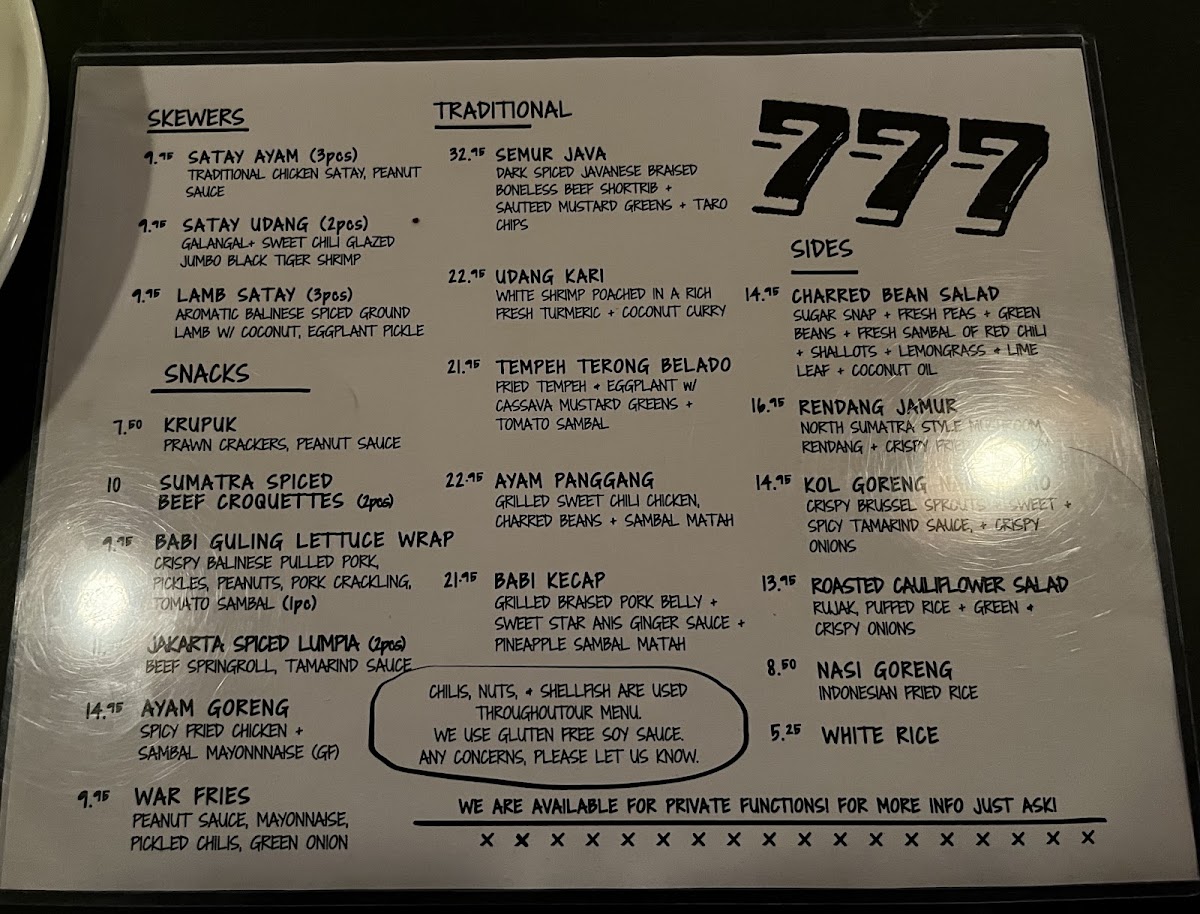 SKEWERS
9.95 SATAY AYAM (3pcs)
TRADITIONAL CHICKEN SATAY, PEANUT
SAUCE
9.95 SATAY UDANG (2pcs)
GALANGAL+ SWEET CHILI GLAZED
JUMBO BLACK TIGER SHRIMP
9.95 LAMB SATAY (3pcs)
AROMATIC BALINESE SPICED GROUND
LAMB W/ COCONUT, EGGPLANT PICKLE
SNACKS
7.50 KRUPUK
PRAWN CRACKERS, PEANUT SAUCE
10 SUMATRA SPICED
BEEF CROQUETTES (2pcs)
9.95 BABI GULING LETTUCE WRAP
CRISPY BALINESE PULLED PORK,
PICKLES, PEANUTS, PORK CRACKLING,
TOMATO SAMBAL (1pc)
JAKARTA SPICED LUMPIA (2pcs)
BEEF SPRINGROLL, TAMARIND SAUCE
14.95 AYAM GORENG
SPICY FRIED CHICKEN +
SAMBAL MAYONNNAISE (GF)
9.95 WAR FRIES
PEANUT SAUCE, MAYONNAISE,
PICKLED CHILIS, GREEN ONION
TRADITIONAL
32.95 SEMUR JAVA
DARK SPICED JAVANESE BRAISED
BONELESS BEEF SHORTRIB +
SAUTEED MUSTARD GREENS + TARO
CHIPS
22.95 UDANG KARI
WHITE SHRIMP POACHED IN A RICH
FRESH TURMERIC + COCONUT CURRY
21.95 TEMPEH TERONG BELADO
FRIED TEMPEH + EGGPLANT W/
CASSAVA MUSTARD GREENS +
TOMATO SAMBAL
22.95 AYAM PANGGANG
GRILLED SWEET CHILI CHICKEN,
CHARRED BEANS + SAMBAL MATAH
21.95 BABI KECAP
GRILLED BRAISED PORK BELLY +
SWEET STAR ANIS GINGER SAUCE +
PINEAPPLE SAMBAL MATAH
CHILIS, NUTS, + SHELLFISH ARE USED
THROUGHOUTOUR MENU.
WE USE GLUTEN FREE SOY SAUCE.
ANY CONCERNS, PLEASE LET US KNOW.
777
SIDES
14.95 CHARRED BEAN SALAD
SUGAR SNAP + FRESH PEAS + GREEN
BEANS + FRESH SAMBAL OF RED CHILI
+ SHALLOTS + LEMONGRASS + LIME
LEAF + COCONUT OIL
16.95 RENDANG JAMUR
NORTH SUMATRA STYLE MUSHROOM
RENDANG + CRISPY
14.95 KOL GORENG
CRISPY BRUSSEL SPROUTS + SWEET +
SPICY TAMARIND SAUCE, + CRISPY
ONIONS
13.95 ROASTED CAULIFLOWER SALAD
RUJAK, PUFFED RICE + GREEN +
CRISPY ONIONS
8.50 NASI GORENG
INDONESIAN FRIED RICE
5.25 WHITE RICE
WE ARE AVAILABLE FOR PRIVATE FUNCTIONS! FOR MORE INFO JUST ASK!
X X X X X X X X X X X X X X X X X X